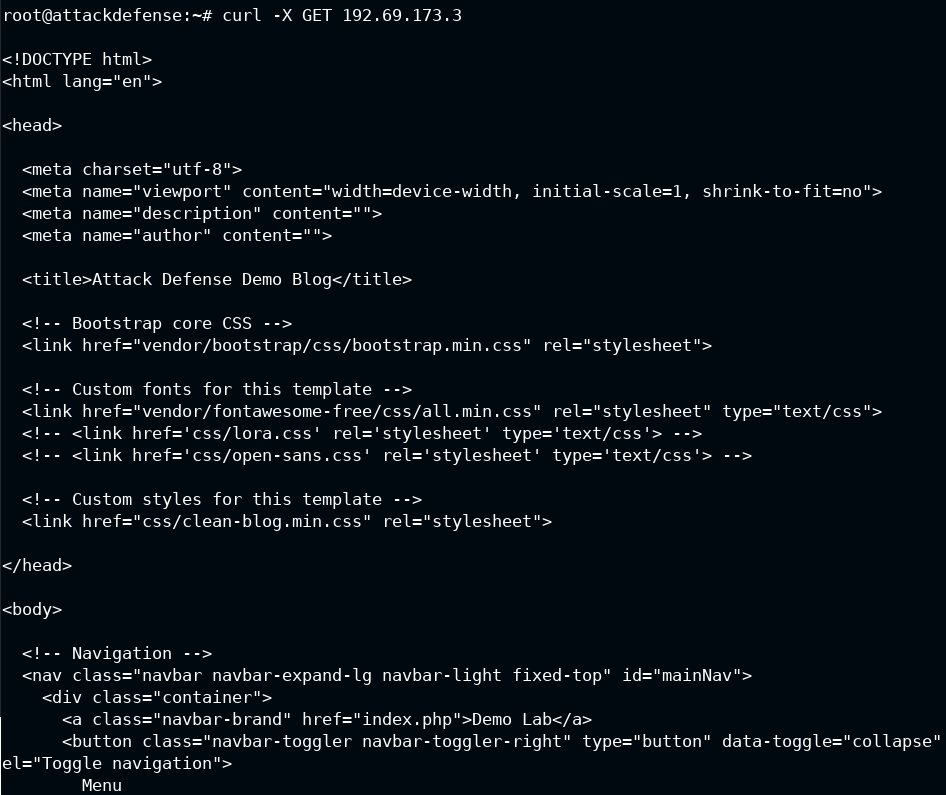 root@attackdefense:~# curl -X GET 192.69.173.3
<!DOCTYPE html>
<html lang="en">
<head>
<meta charset="utf-8">
<meta name="viewport" content="width=device-width, initial-scale=1, shrink-to-fit=no">
<meta name="description" content="">
<meta name="author" content="">
<title>Attack Defense Demo Blog</title>
<!-- Bootstrap core CSS -->
<link href="vendor/bootstrap/css/bootstrap.min.css" rel="stylesheet">
<!-- Custom fonts for this template -->
<link href="vendor/fontawesome-free/css/all.min.css" rel="stylesheet" type="text/css">
<!-- <link href='css/lora.css' rel='stylesheet' type='text/css'> -->
<!-- <link href='css/open-sans.css' rel='stylesheet' type='text/css'> -->
<!-- Custom styles for this template -->
<link href="css/clean-blog.min.css" rel="stylesheet">
</head>
<body>
<!-- Navigation -->
<nav class="navbar navbar-expand-lg navbar-light fixed-top" id="mainNav">
<div class="container">
<a class="navbar-brand" href="index.php">Demo Lab</a>
<button class="navbar-toggler navbar-toggler-right" type="button" data-toggle="collapse"
el="Toggle navigation">
Menu